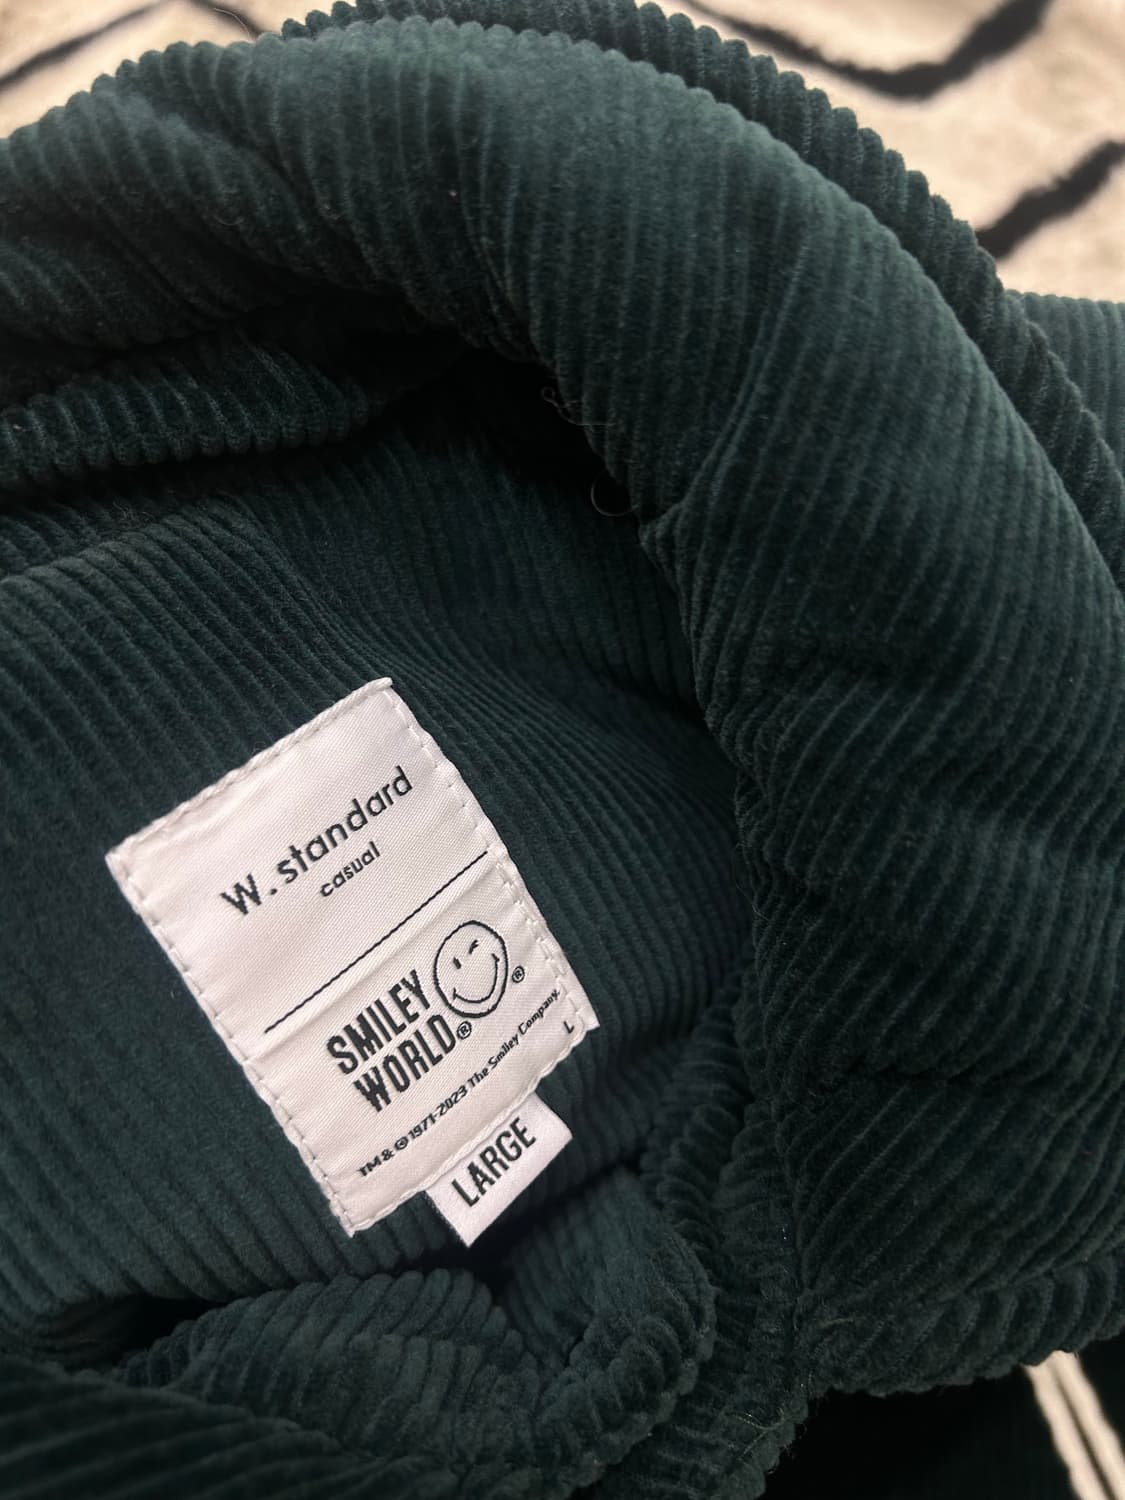 W.standard
casual
SMILEY ®
WORLD®
TM & © 1971-2023 The Smiley Company.
L
LARGE